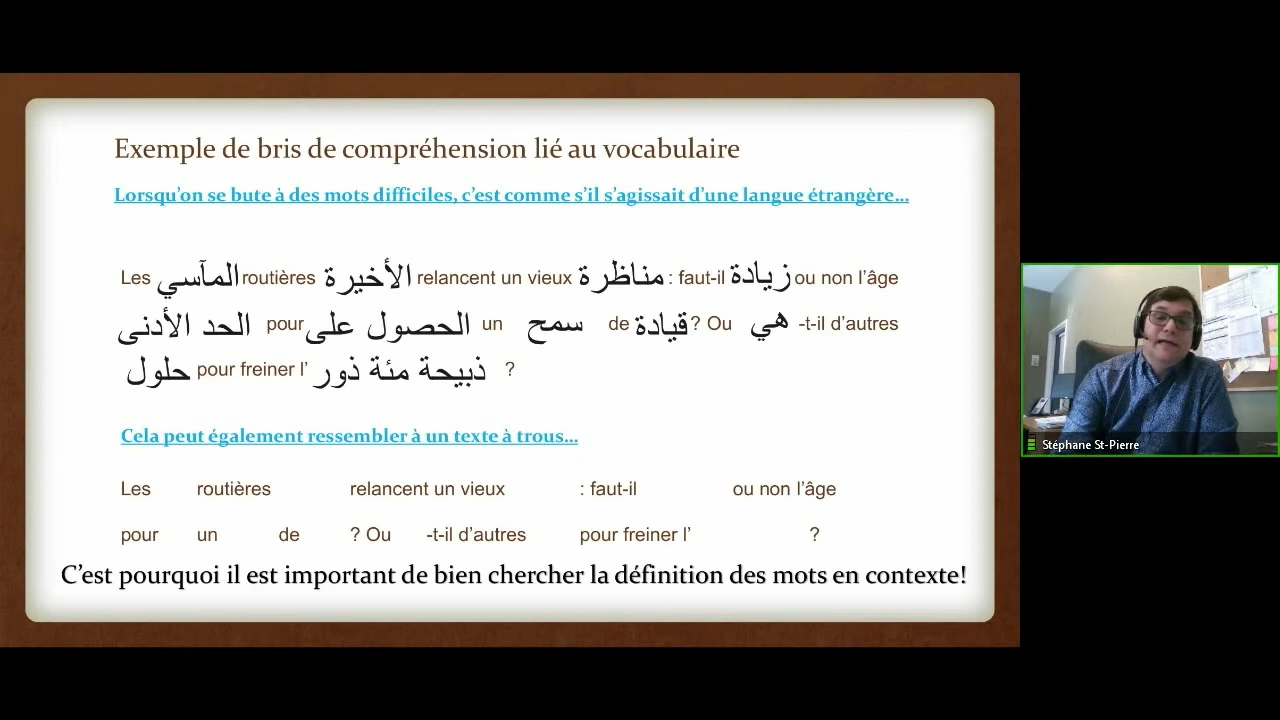 Exemple de bris de compréhension lié au vocabulaire
Lorsqu'on se bute à des mots difficiles, c'est comme s'il s'agissait d'une langue étrangère...
Les المآسي routières الأخيرة relancent un vieux مناظرة : faut-il زيادة ou non l'âge
الحد الأدنى pour الحصول على un سمح de قيادة ? Ou هي -t-il d'autres
حلول pour freiner l' ذبيحة مئة ذور ?
Cela peut également ressembler à un texte à trous...
Les routières relancent un vieux : faut-il ou non l'âge
pour un de ? Ou -t-il d'autres pour freiner l' ?
C'est pourquoi il est important de bien chercher la définition des mots en contexte!
Stéphane St-Pierre